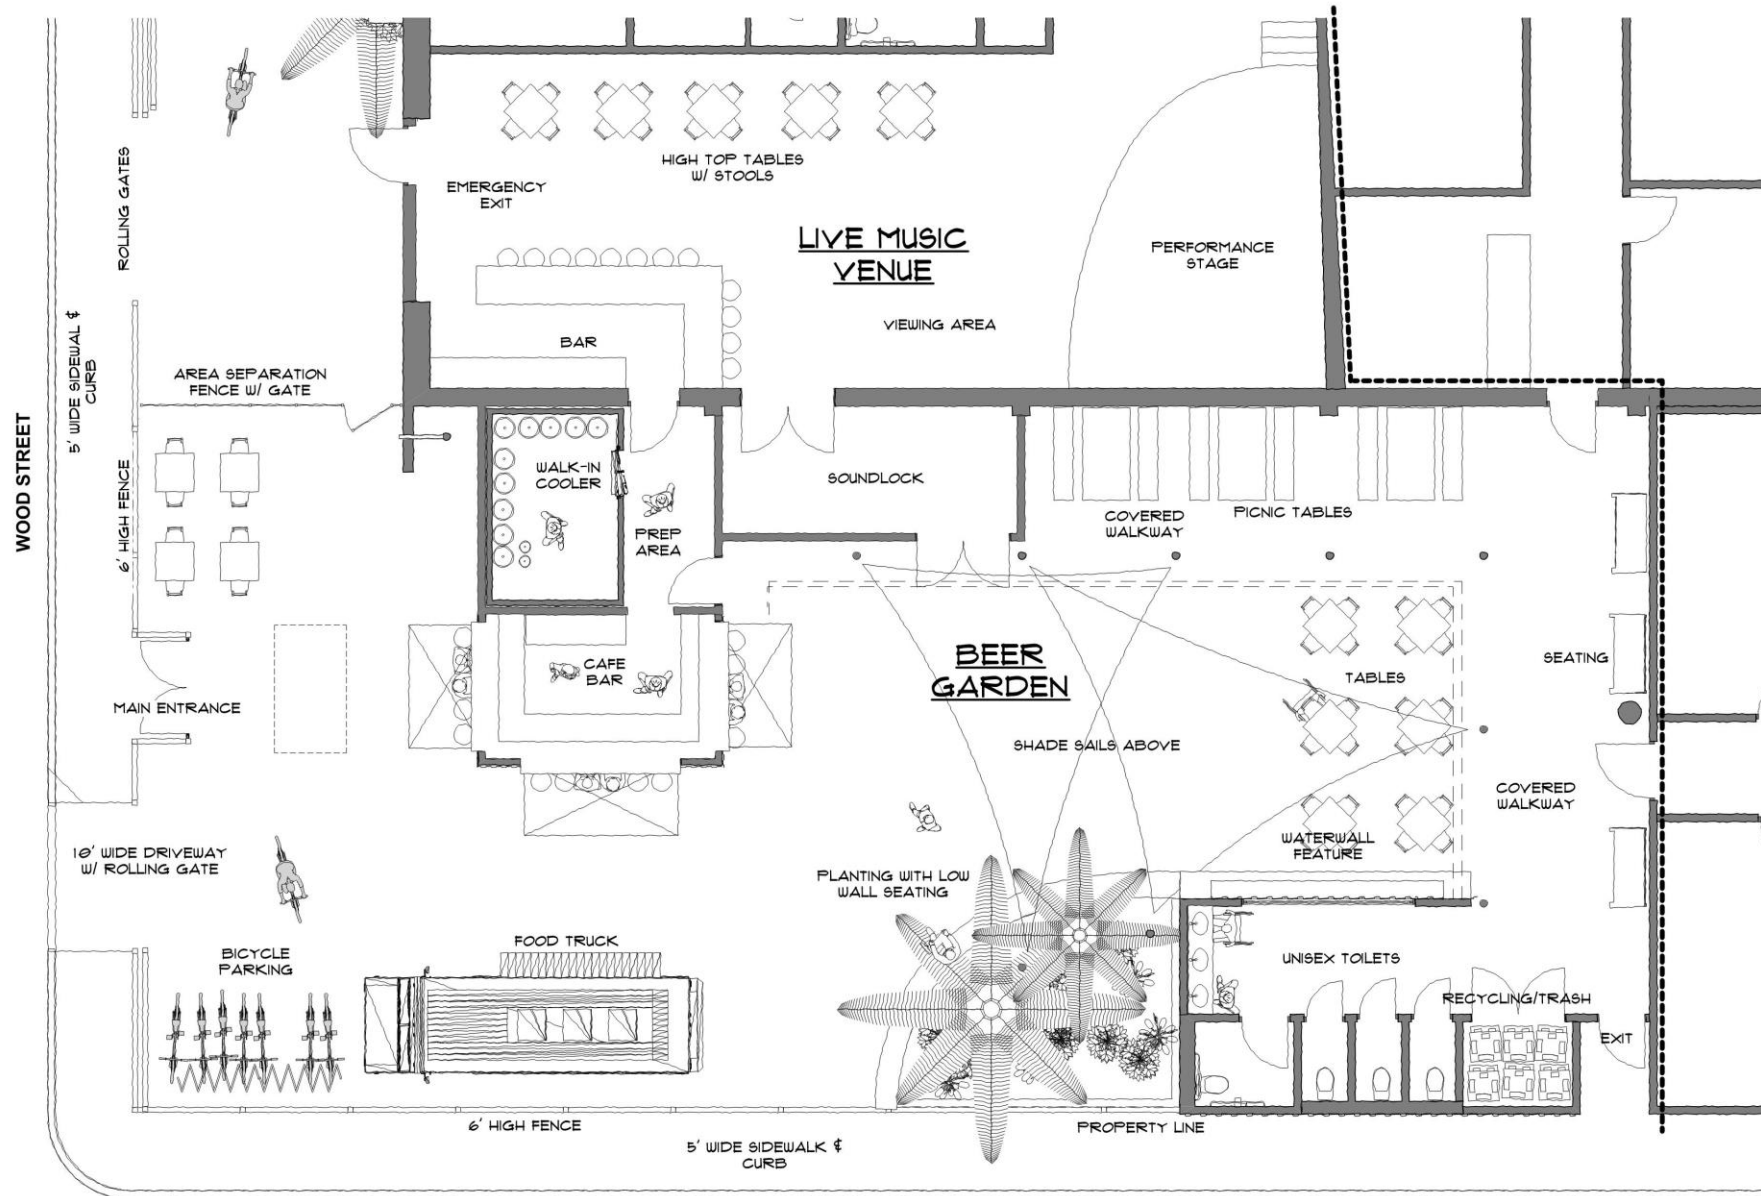 ROLLING GATES
HIGH TOP TABLES
W/ STOOLS
EMERGENCY
EXIT
LIVE MUSIC
VENUE
PERFORMANCE
STAGE
VIEWING AREA
BAR
5' WIDE SIDEWAL &
CURB
AREA SEPARATION
FENCE W/ GATE
WOOD STREET
6' HIGH FENCE
WALK-IN
COOLER
SOUNDLOCK
PREP
AREA
COVERED
WALKWAY
PICNIC TABLES
CAFE
BAR
BEER
GARDEN
TABLES
SEATING
MAIN ENTRANCE
SHADE SAILS ABOVE
COVERED
WALKWAY
10' WIDE DRIVEWAY
W/ ROLLING GATE
WATERWALL
FEATURE
PLANTING WITH LOW
WALL SEATING
BICYCLE
PARKING
FOOD TRUCK
UNISEX TOILETS
RECYCLING/TRASH
EXIT
6' HIGH FENCE
PROPERTY LINE
5' WIDE SIDEWALK &
CURB